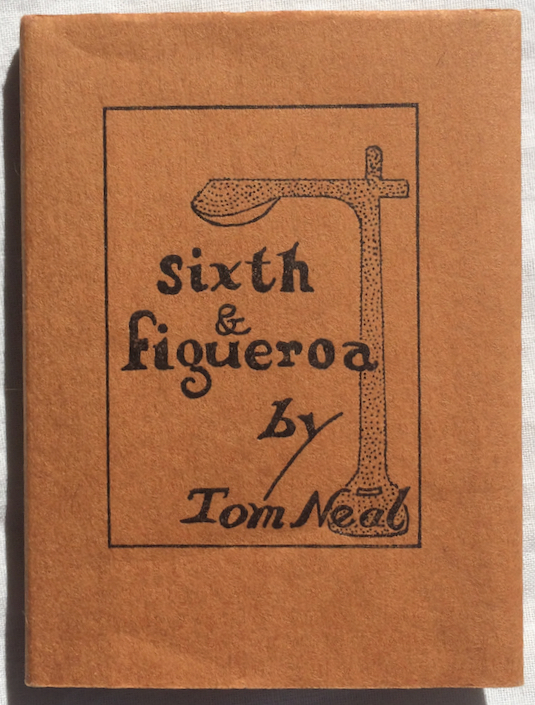 sixth
&
figueroa
by
Tom Neal